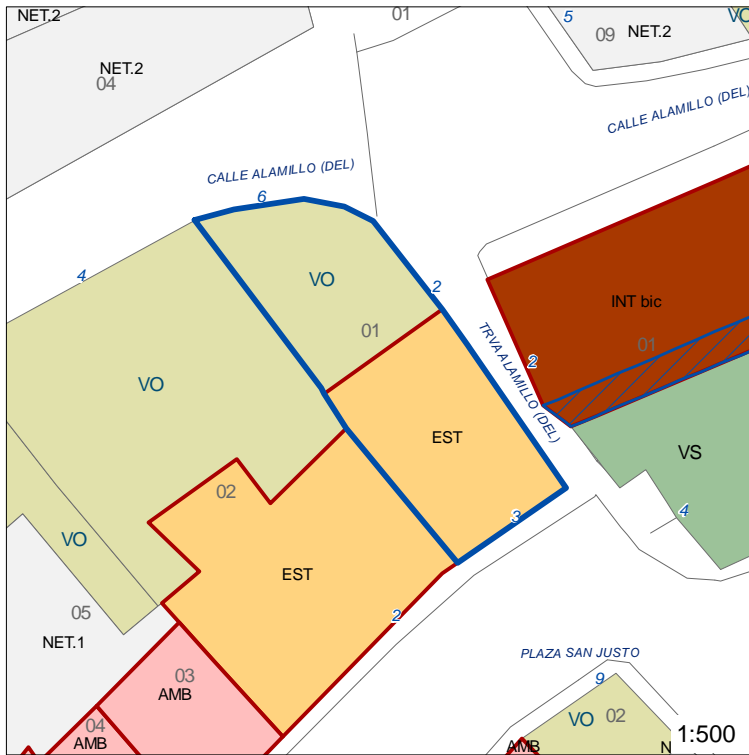 NET.2
01
5
09
NET.2
VO
NET.2
04
CALLE ALAMILLO (DEL)
CALLE ALAMILLO (DEL)
6
4
VO
2
INT bic
01
01
TRVA ALAMILLO (DEL)
2
VO
EST
VS
02
3
4
VO
EST
05
2
NET.1
03
AMB
PLAZA SAN JUSTO
9
04
AMB
VO
02
AMB
N
1:500